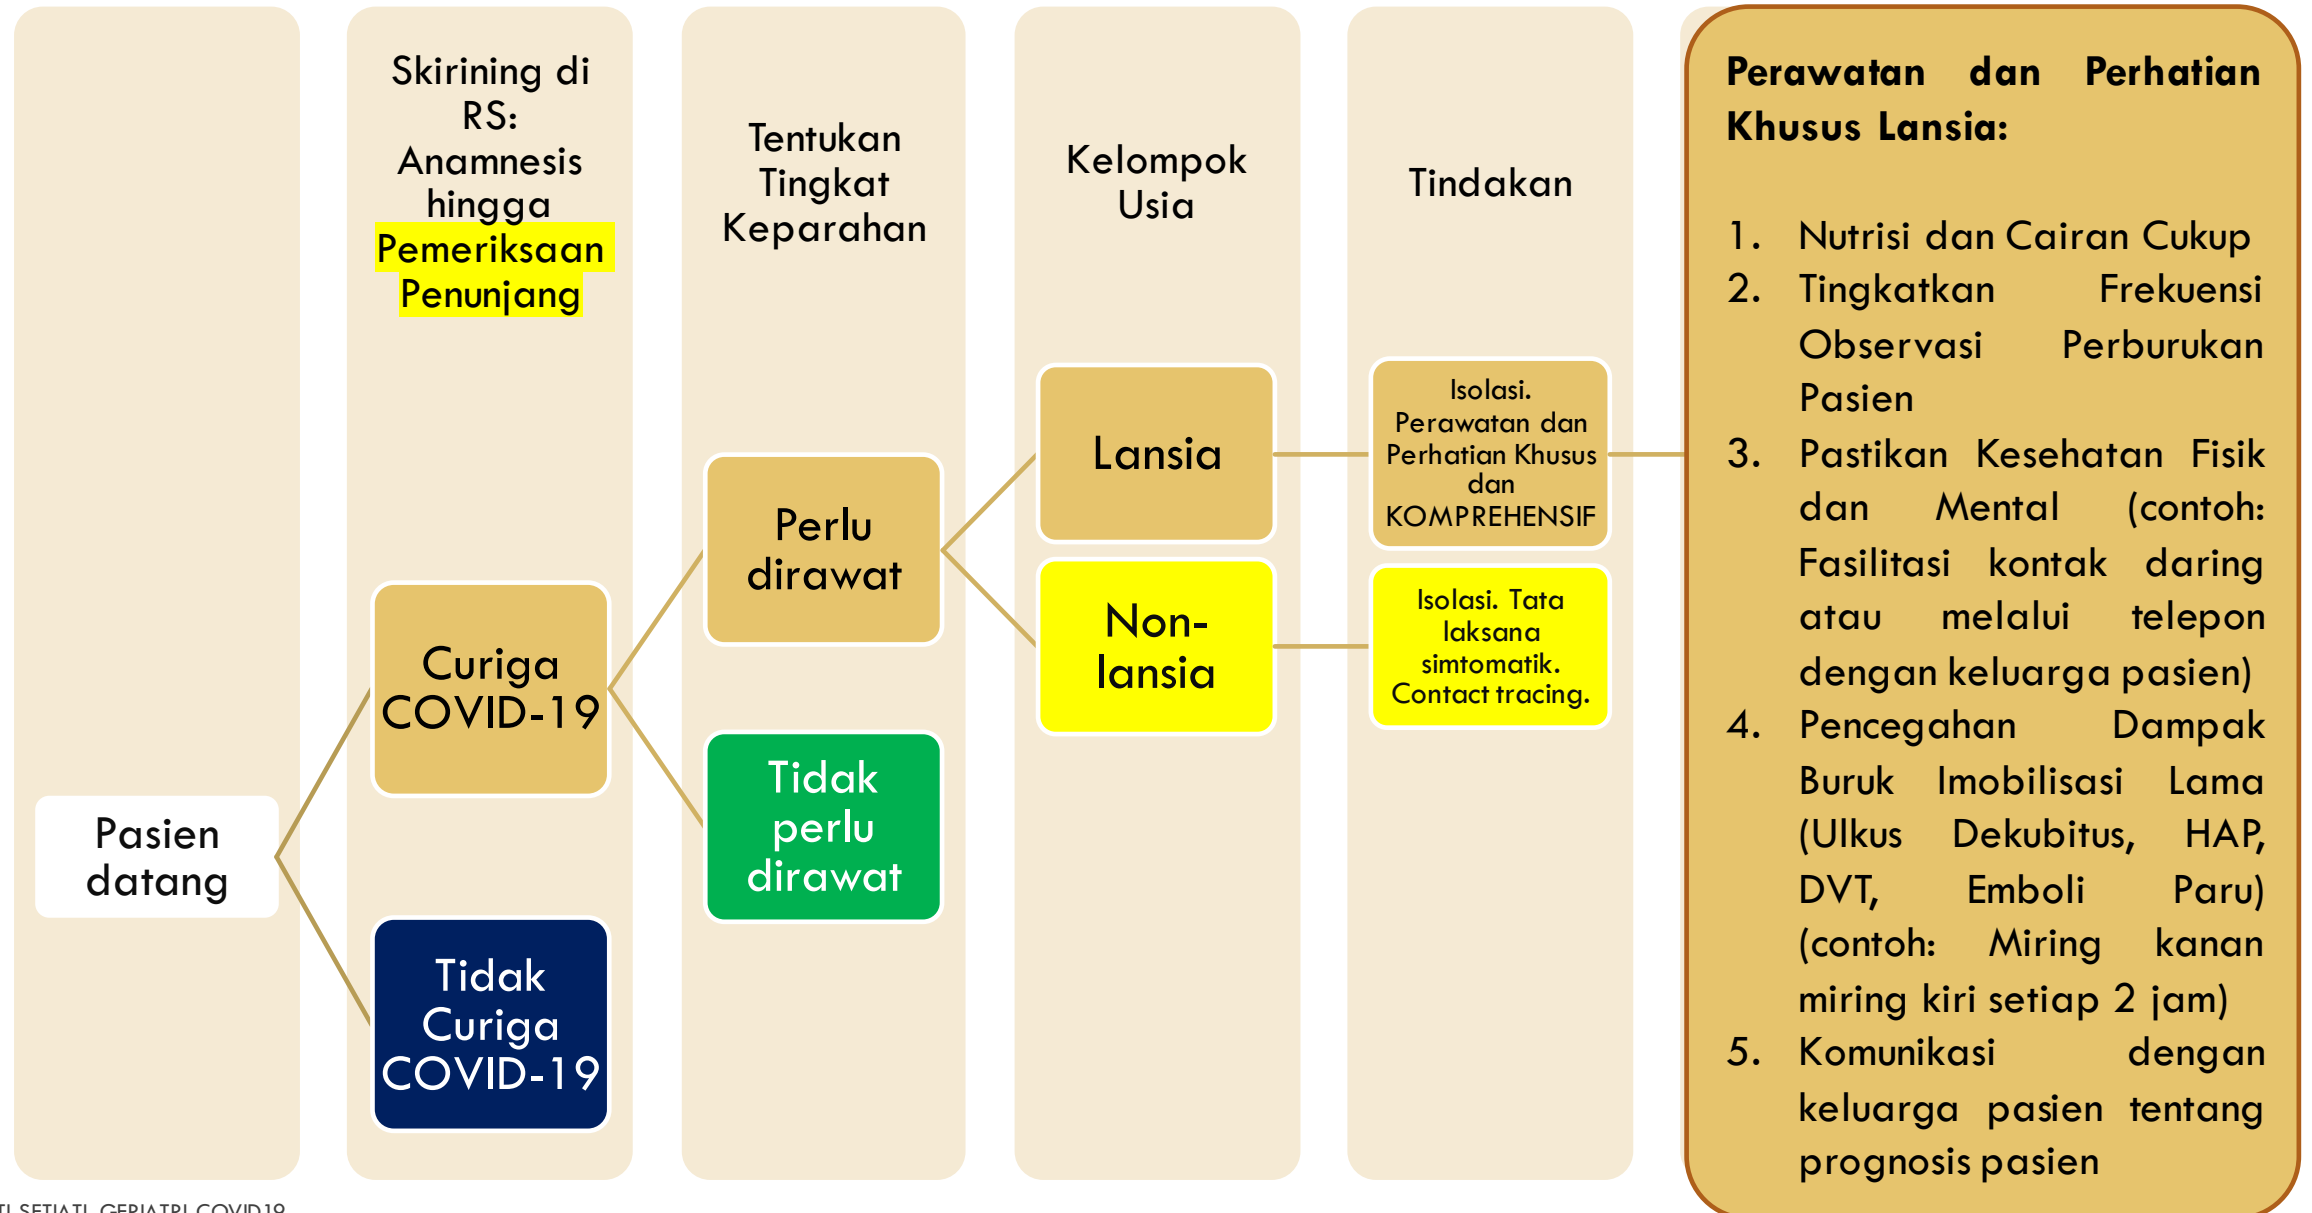 Skirining di
RS:
Anamnesis
hingga
Pemeriksaan
Penunjang
Tentukan
Tingkat
Keparahan
Kelompok
Usia
Tindakan
Pasien
datang
Curiga
COVID-19
Tidak
Curiga
COVID-19
Perlu
dirawat
Tidak
perlu
dirawat
Lansia
Non-
lansia
Isolasi.
Perawatan dan
Perhatian Khusus
dan
KOMPREHENSIF
Isolasi. Tata
laksana
simtomatik.
Contact tracing.
Perawatan dan Perhatian
Khusus Lansia:
1. Nutrisi dan Cairan Cukup
2. Tingkatkan Frekuensi
Observasi Perburukan
Pasien
3. Pastikan Kesehatan Fisik
dan Mental (contoh:
Fasilitasi kontak daring
atau melalui telepon
dengan keluarga pasien)
4. Pencegahan Dampak
Buruk Imobilisasi Lama
(Ulkus Dekubitus, HAP,
DVT, Emboli Paru)
(contoh: Miring kanan
miring kiri setiap 2 jam)
5. Komunikasi dengan
keluarga pasien tentang
prognosis pasien
SETIATI GERIATRI COVID19